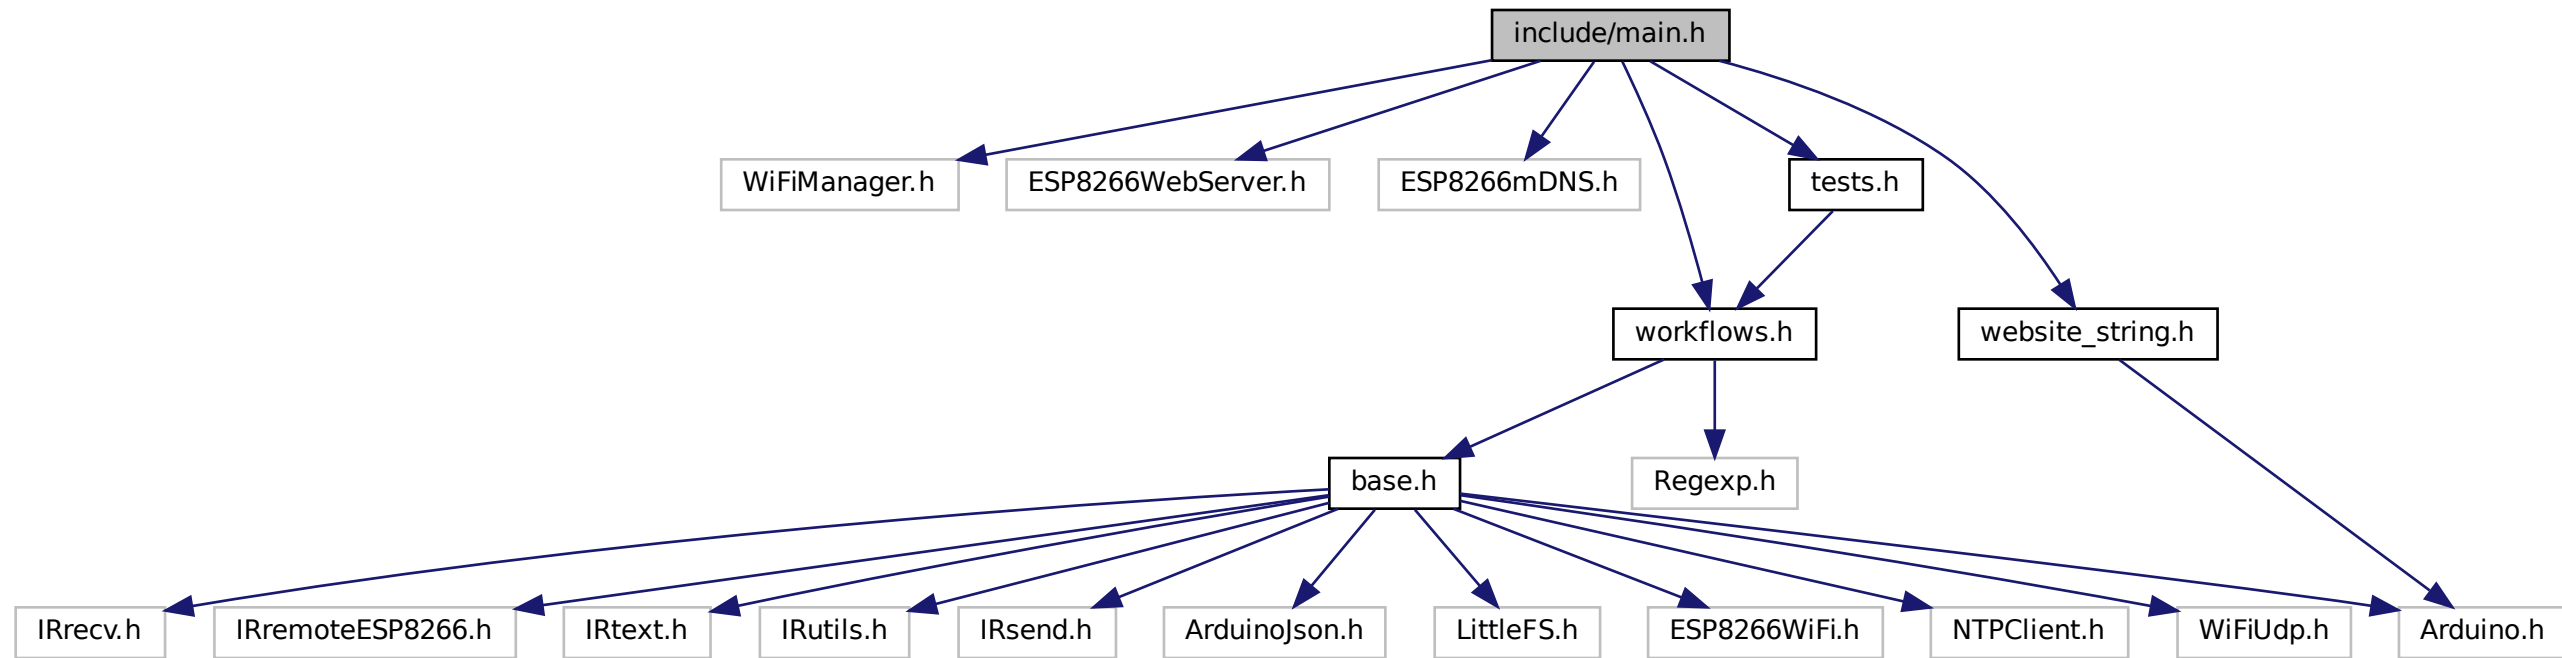 include/main.h
WiFiManager.h
ESP8266WebServer.h
ESP8266mDNS.h
tests.h
workflows.h
website_string.h
base.h
Regexp.h
IRrecv.h
IRremoteESP8266.h
IRtext.h
IRutils.h
IRsend.h
ArduinoJson.h
LittleFS.h
ESP8266WiFi.h
NTPClient.h
WiFiUdp.h
Arduino.h